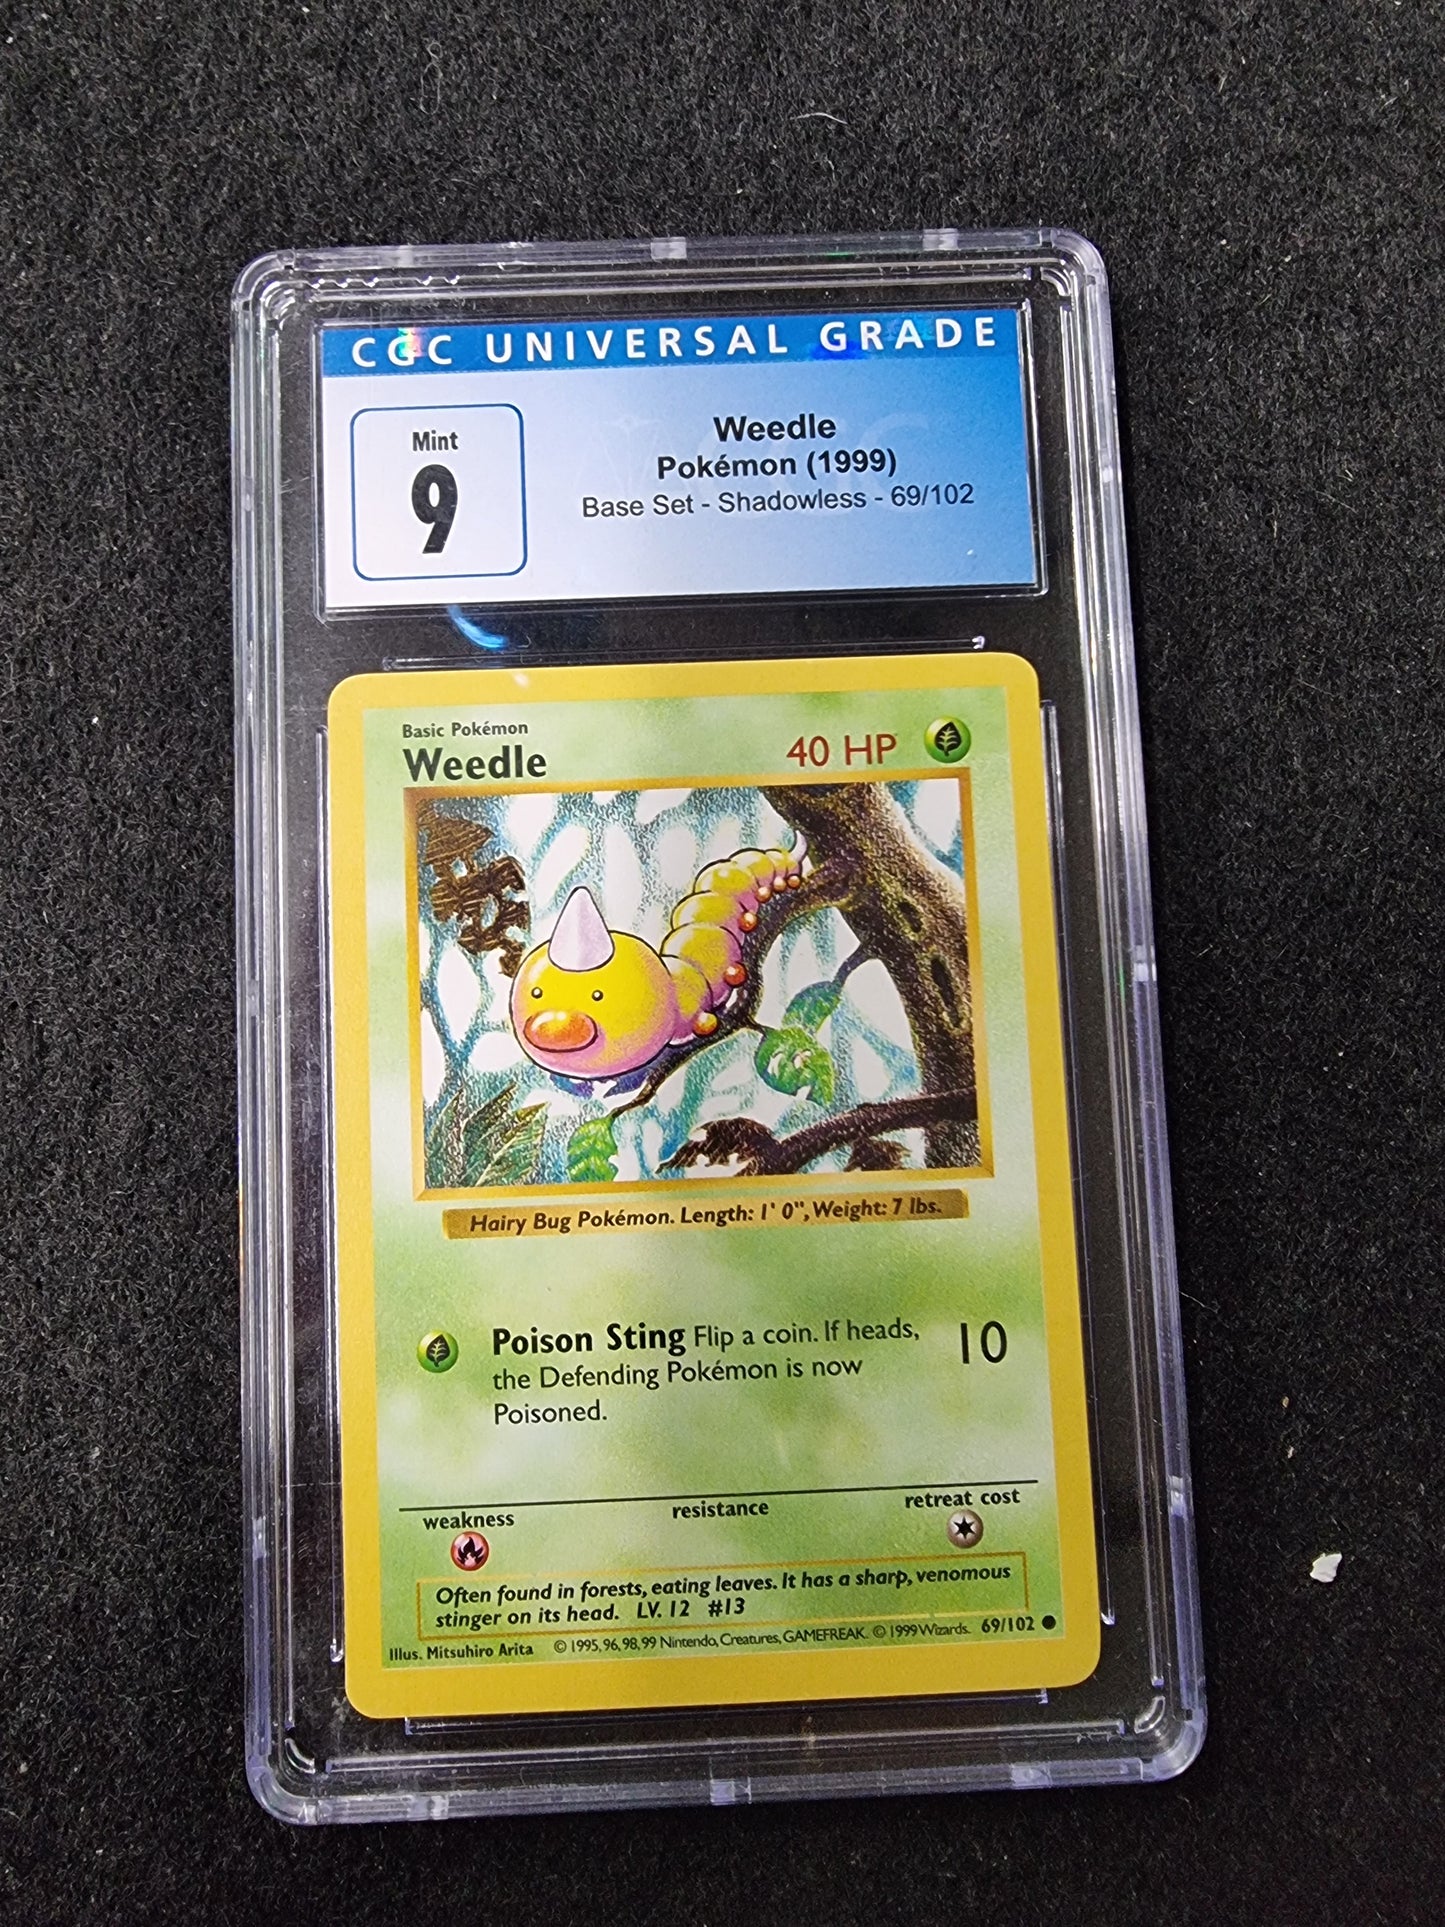 CGC UNIVERSAL GRADE
Mint
9
Weedle
Pokémon (1999)
Base Set - Shadowless - 69/102
Basic Pokémon
Weedle
40 HP
Hairy Bug Pokémon. Length: 1' 0", Weight: 7 lbs.
Poison Sting Flip a coin. If heads,
the Defending Pokémon is now
Poisoned.
10
weakness
resistance
retreat cost
Often found in forests, eating leaves. It has a sharp, venomous
stinger on its head. LV. 12 #13
Illus. Mitsuhiro Arita © 1995, 96, 98, 99 Nintendo, Creatures, GAMEFREAK. © 1999 Wizards. 69/102